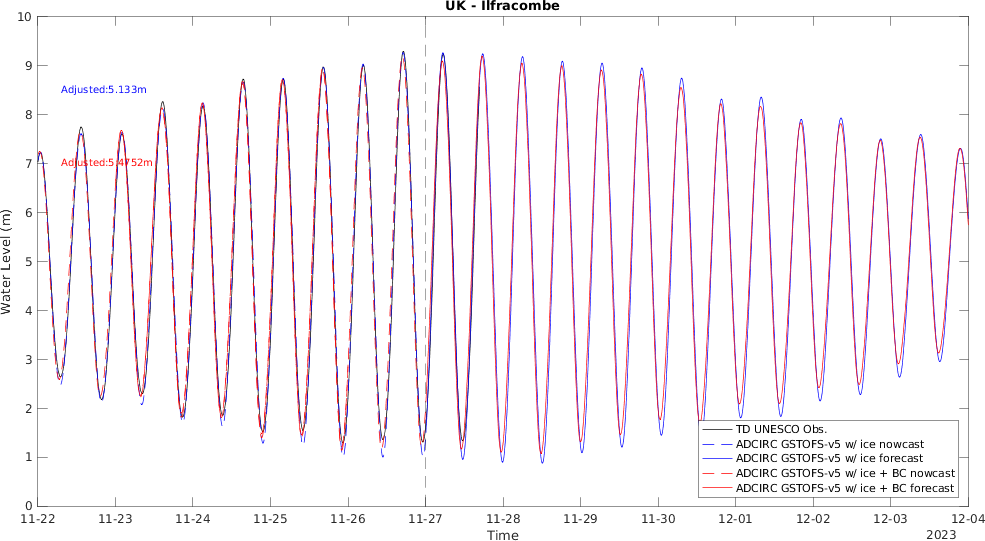 UK - Ilfracombe
10
9
8
7
6
5
4
3
2
1
0
Water Level (m)
Adjusted:5.133m
Adjusted:5.4752m
TD UNESCO Obs.
ADCIRC GSTOFS-v5 w/ ice nowcast
ADCIRC GSTOFS-v5 w/ ice forecast
ADCIRC GSTOFS-v5 w/ ice + BC nowcast
ADCIRC GSTOFS-v5 w/ ice + BC forecast
11-22 11-23 11-24 11-25 11-26 11-27 11-28 11-29 11-30 12-01 12-02 12-03 12-04
Time
2023